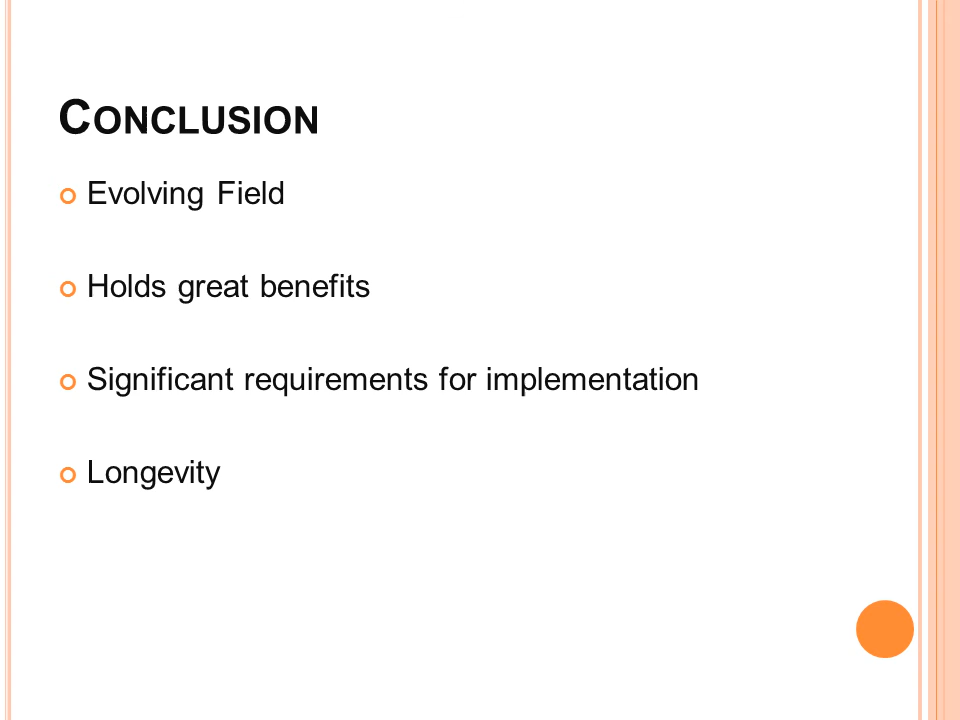 Conclusion
Evolving Field
Holds great benefits
Significant requirements for implementation
Longevity